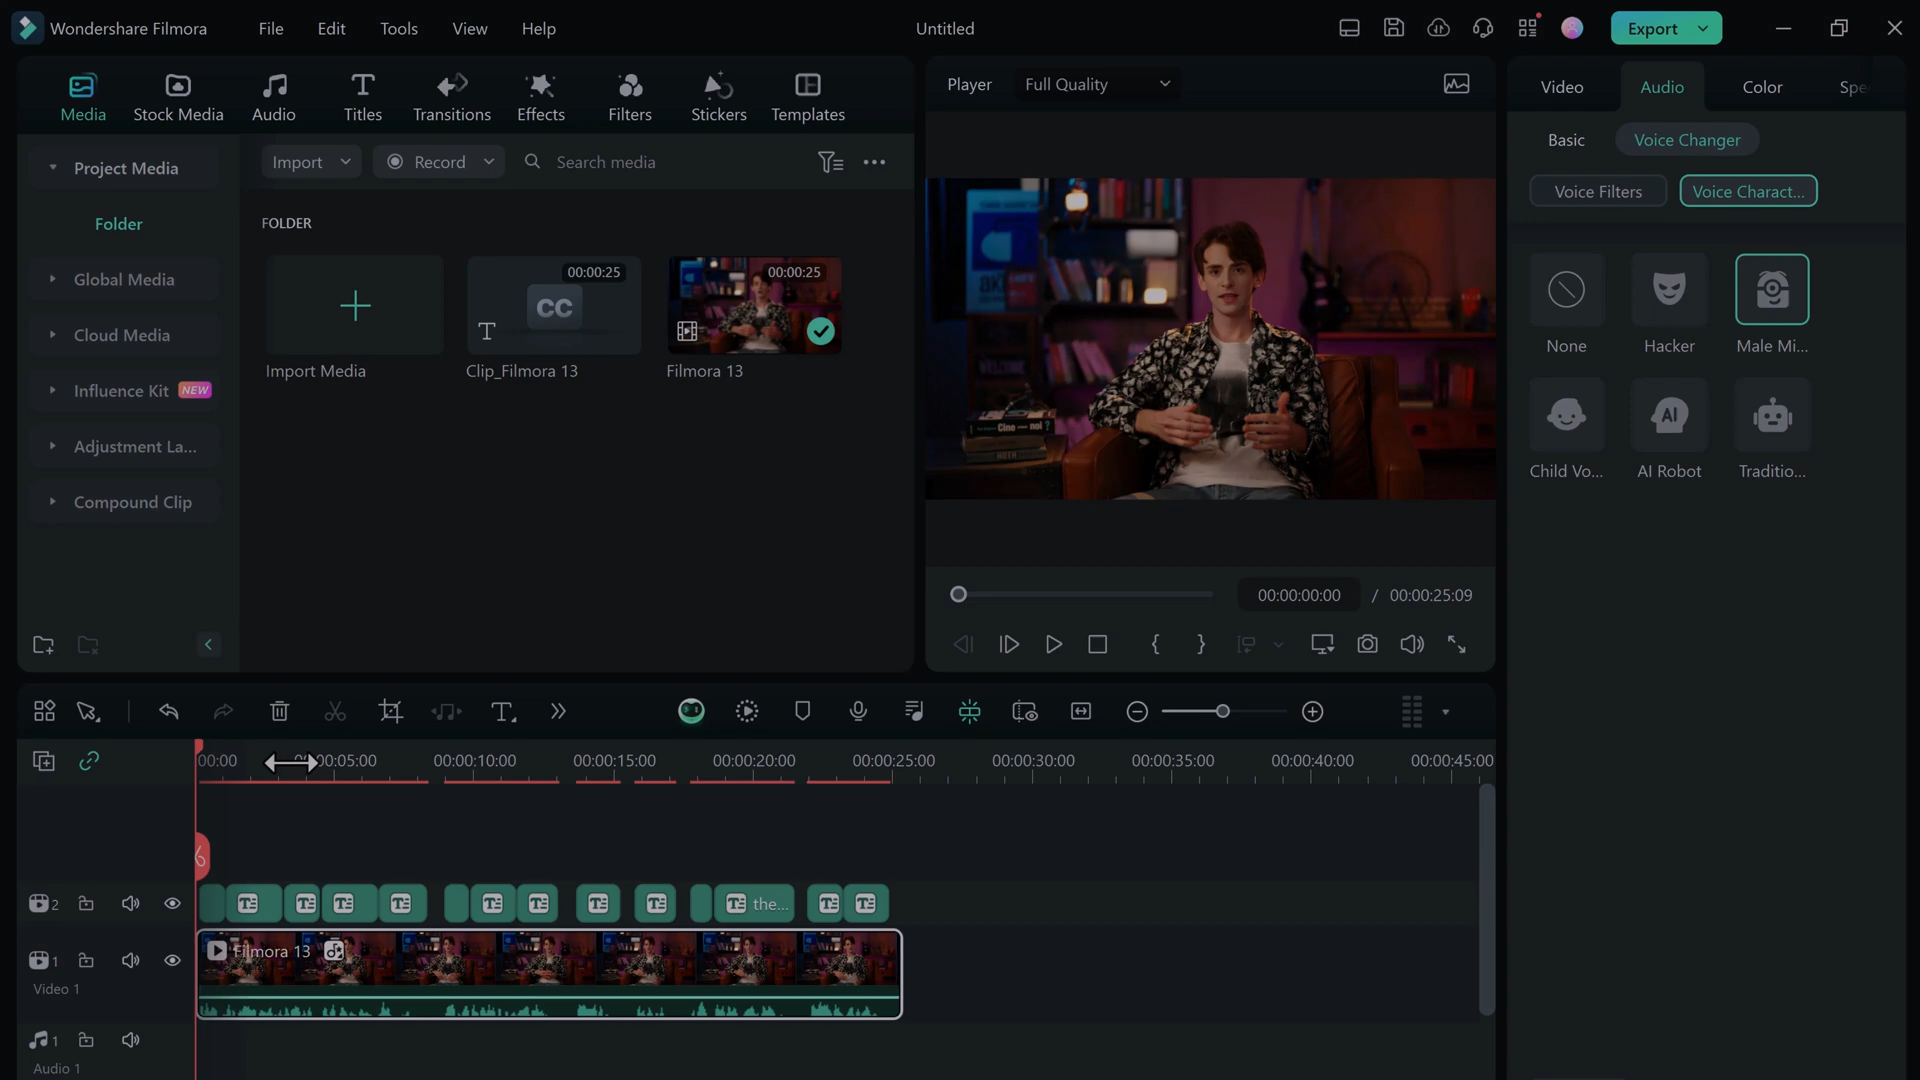 Wondershare Filmora File Edit Tools View Help Untitled Export
Media Stock Media Audio Titles Transitions Effects Filters Stickers Templates
Player Full Quality
Video Audio Color Spe
Basic Voice Changer
Voice Filters Voice Charact...
Project Media
Folder
Global Media
Cloud Media
Influence Kit NEW
Adjustment La...
Compound Clip
Import Record Search media
FOLDER
Import Media
00:00:25
CC
T
Clip_Filmora 13
00:00:25
Filmora 13
None Hacker Male Mi...
AI
Child Vo... AI Robot Traditio...
00:00:00:00 / 00:00:25:09
00:00 00:00:05:00 00:00:10:00 00:00:15:00 00:00:20:00 00:00:25:00 00:00:30:00 00:00:35:00 00:00:40:00 00:00:45:00
2
the...
1
Filmora 13
Video 1
1
Audio 1